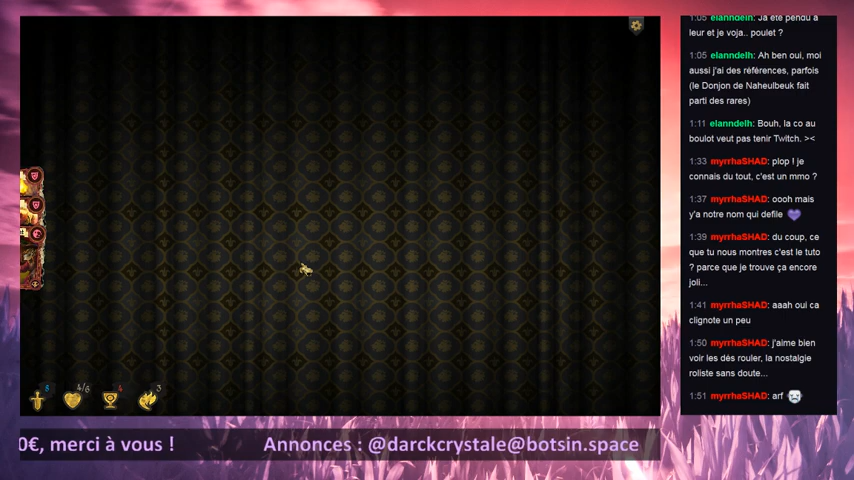 1:05 elanndelh: Ja été pendu à
leur et je voja.. poulet ?
1:05 elanndelh: Ah ben oui, moi
aussi j'ai des références, parfois
(le Donjon de Naheulbeuk fait
parti des rares)
1:11 elanndelh: Bouh, la co au
boulot veut pas tenir Twitch. ><
1:33 myrrhaSHAD: plop ! je
connais du tout, c'est un mmo ?
1:37 myrrhaSHAD: oooh mais
y'a notre nom qui defile
1:39 myrrhaSHAD: du coup, ce
que tu nous montres c'est le tuto
? parce que je trouve ça encore
joli...
1:41 myrrhaSHAD: aaah oui ca
clignote un peu
1:50 myrrhaSHAD: j'aime bien
voir les dés rouler, la nostalgie
roliste sans doute...
1:51 myrrhaSHAD: arf
8 4/6 4 3
0€, merci à vous ! Annonces : @darckcrystale@botsin.space